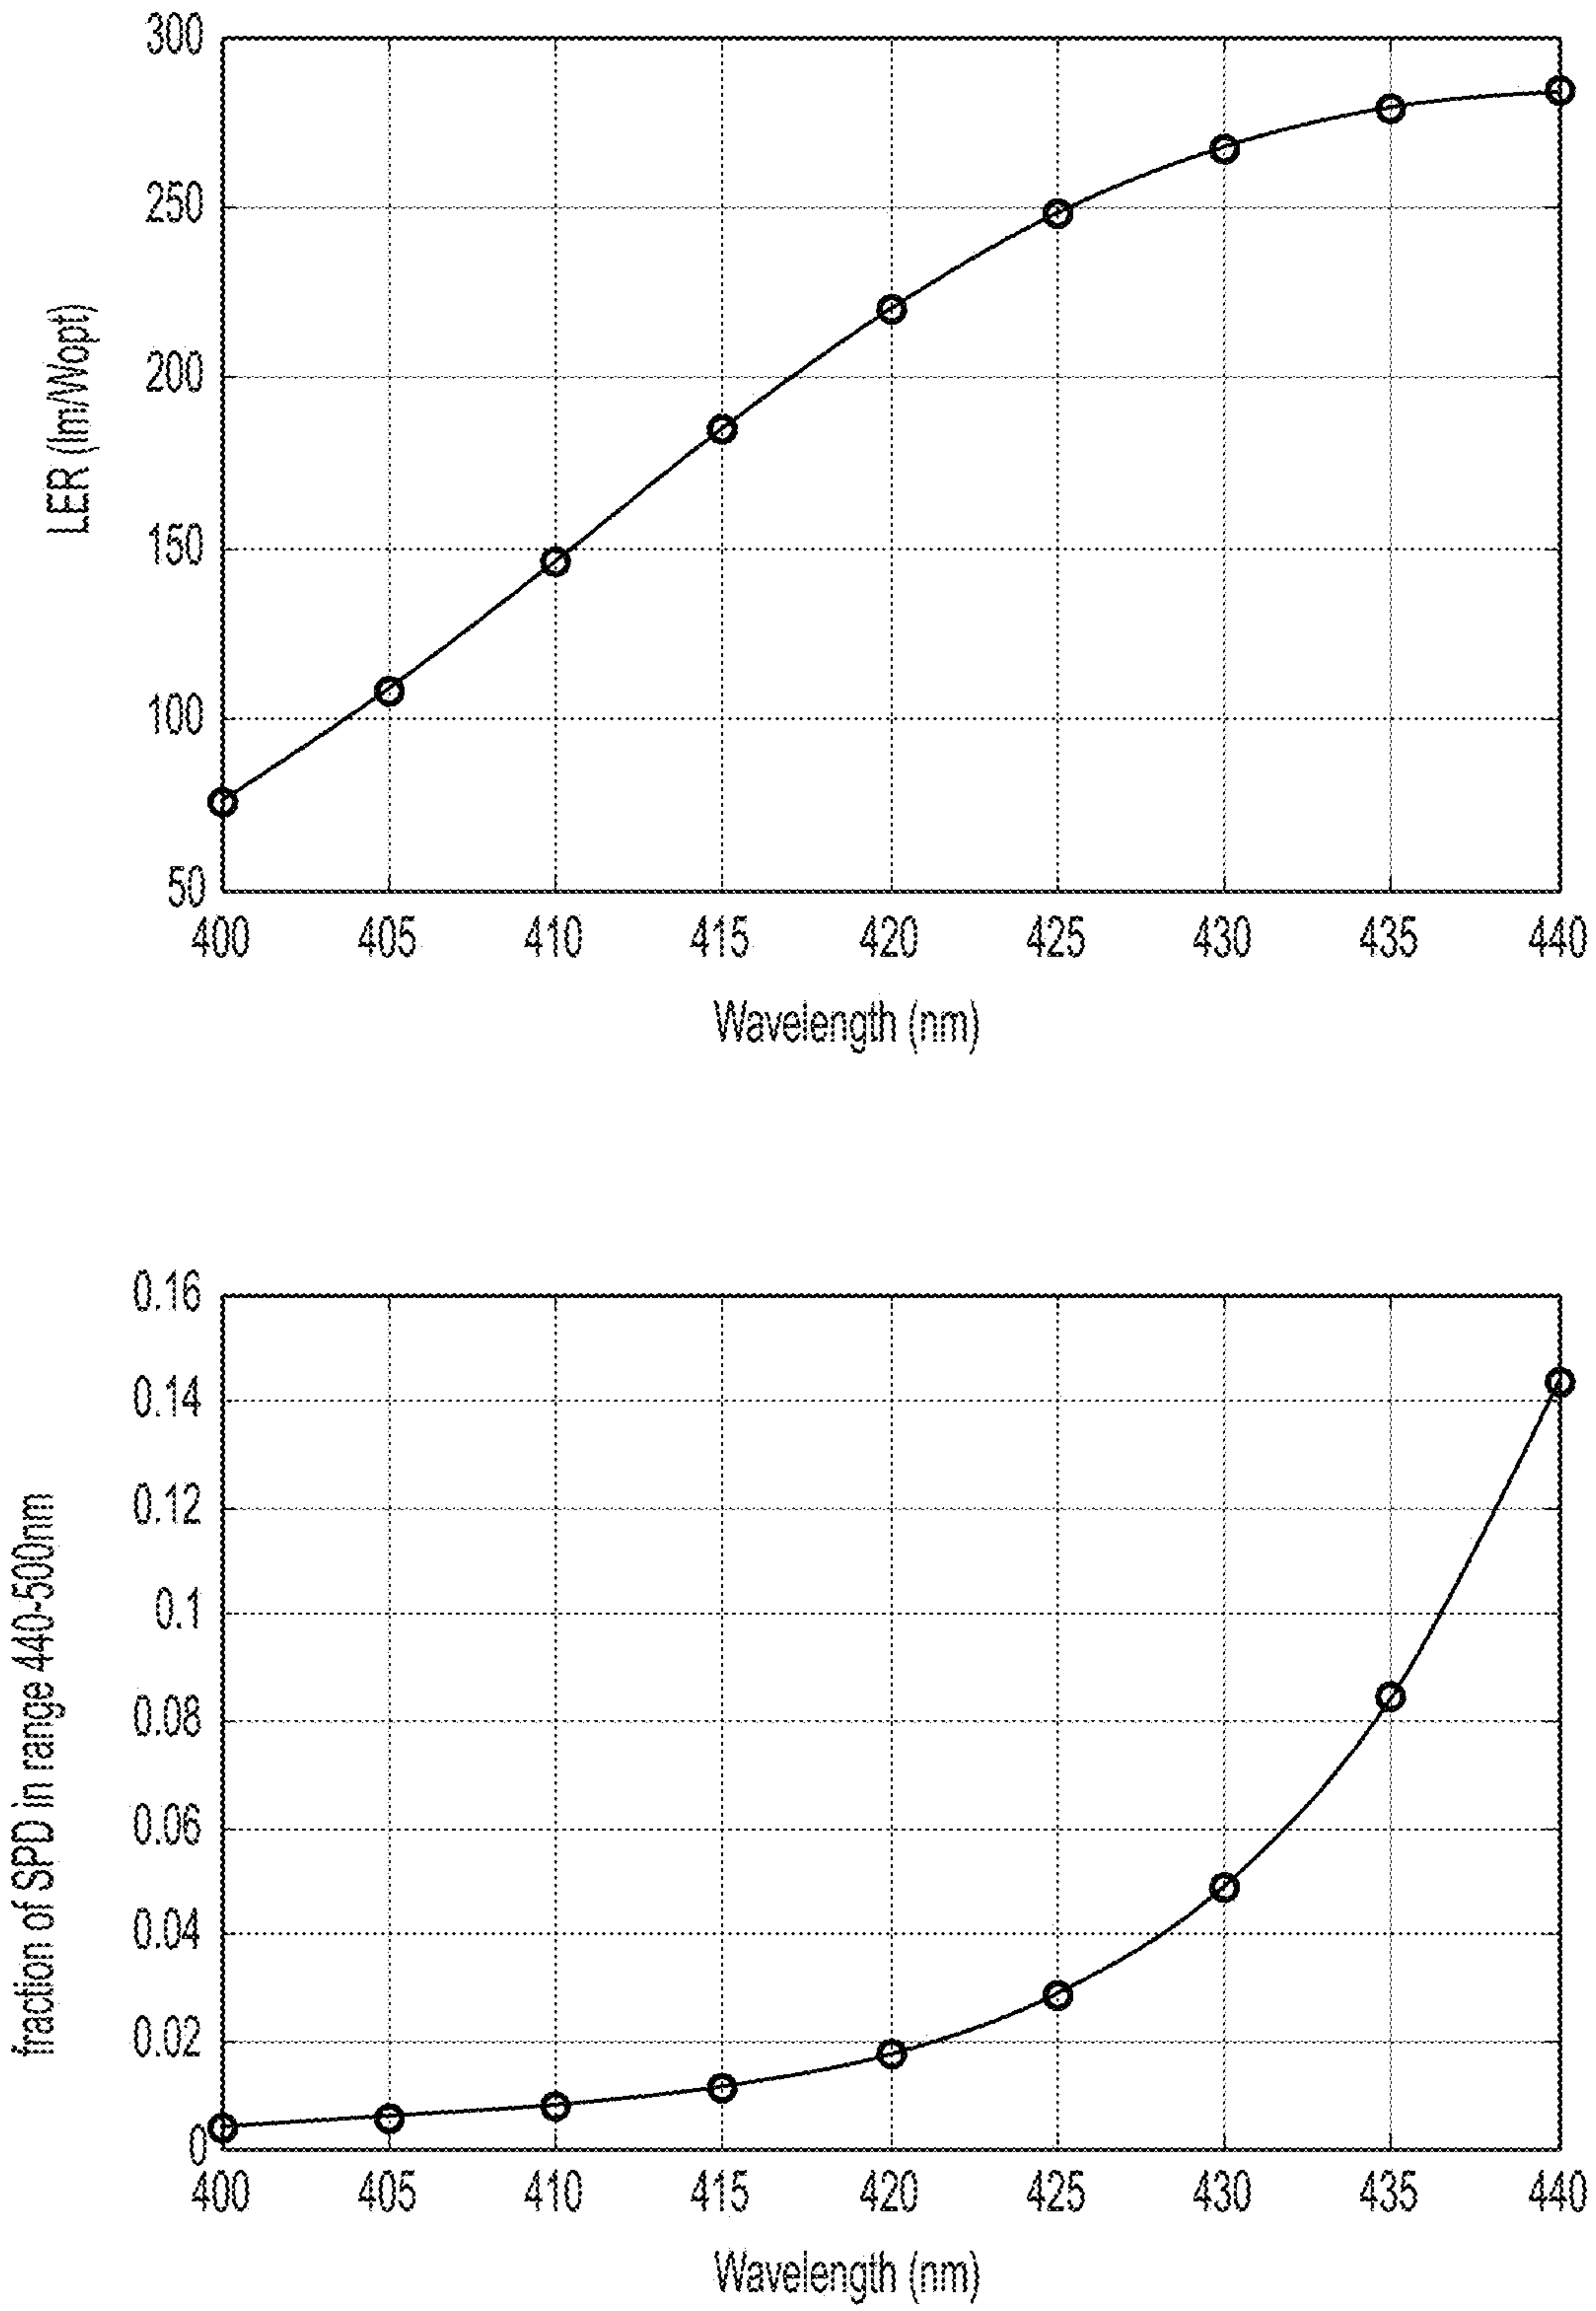 300
250
200
150
100
50
LER (lm/Wopt)
400 405 410 415 420 425 430 435 440
Wavelength (nm)
0.16
0.14
0.12
0.1
0.08
0.06
0.04
0.02
0
fraction of SPD in range 440-500nm
400 405 410 415 420 425 430 435 440
Wavelength (nm)